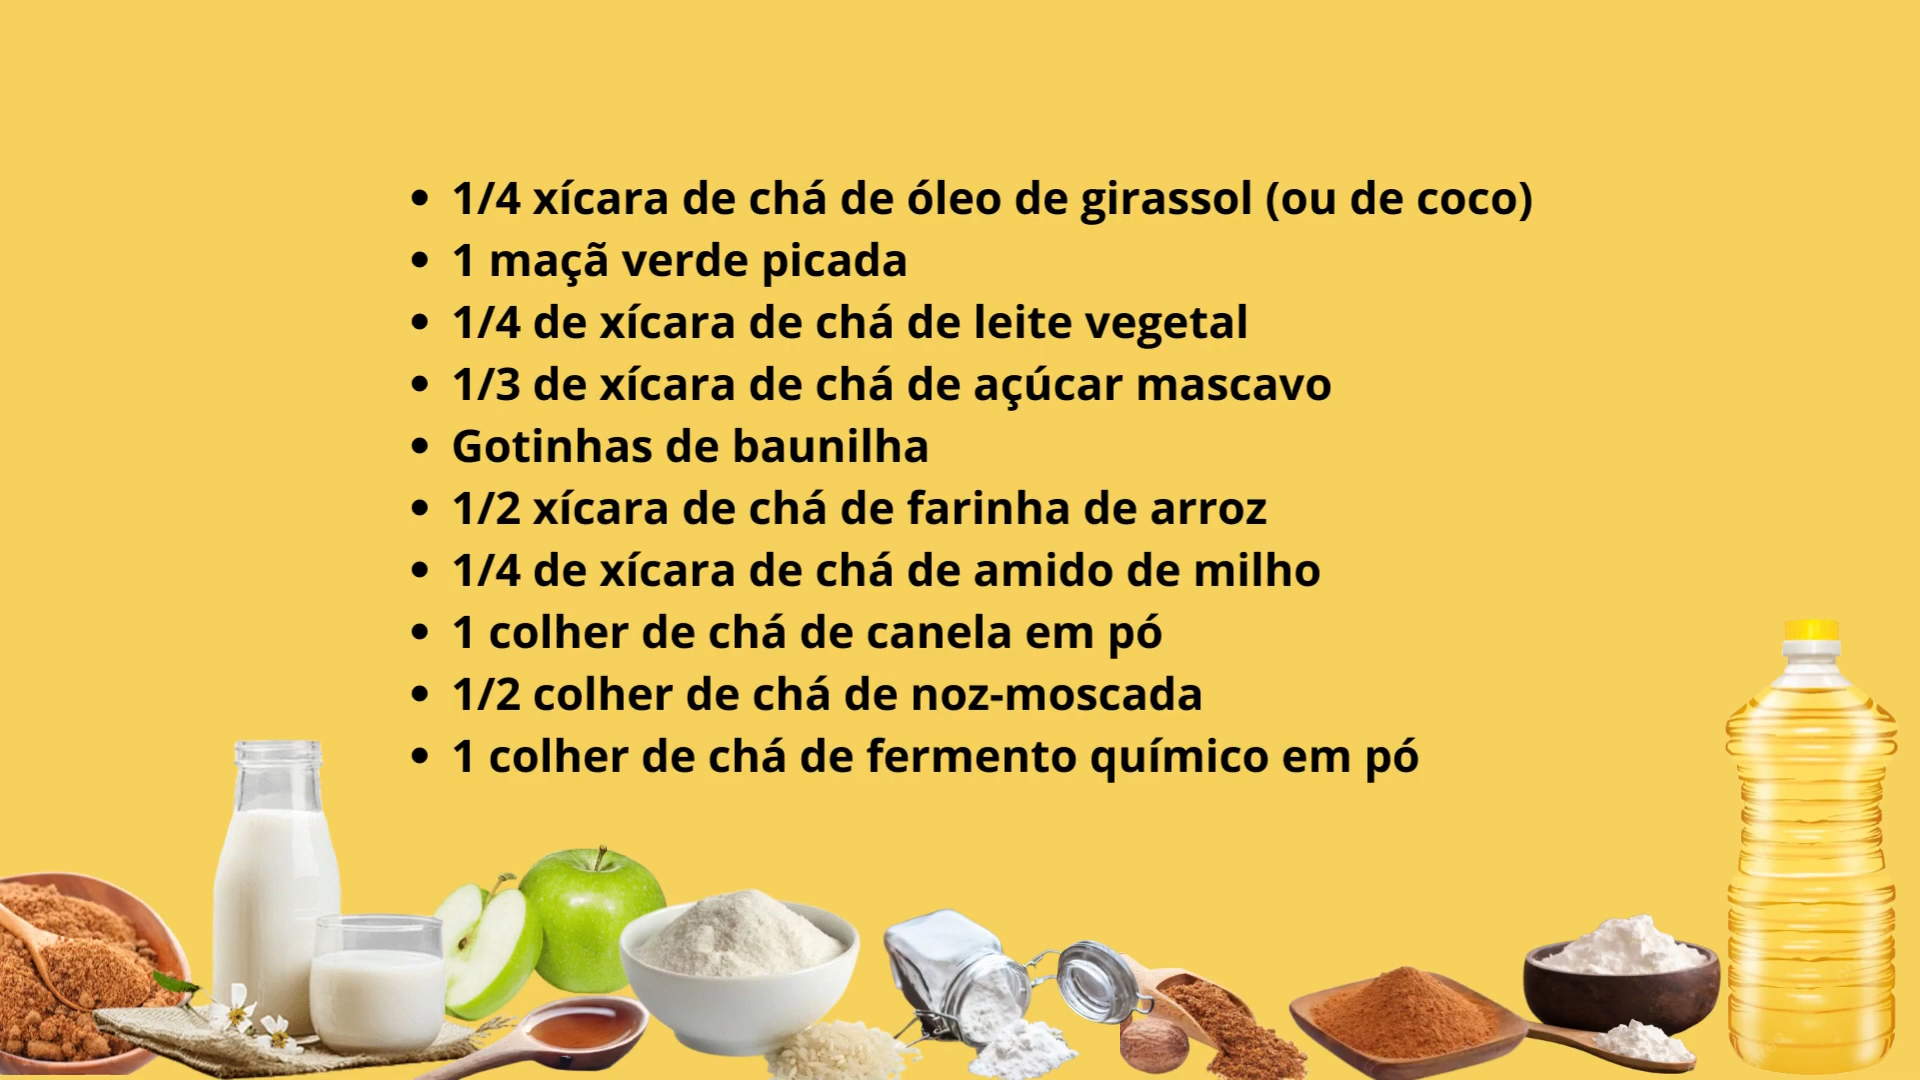 • 1/4 xícara de chá de óleo de girassol (ou de coco)
• 1 maçã verde picada
• 1/4 de xícara de chá de leite vegetal
• 1/3 de xícara de chá de açúcar mascavo
• Gotinhas de baunilha
• 1/2 xícara de chá de farinha de arroz
• 1/4 de xícara de chá de amido de milho
• 1 colher de chá de canela em pó
• 1/2 colher de chá de noz-moscada
• 1 colher de chá de fermento químico em pó